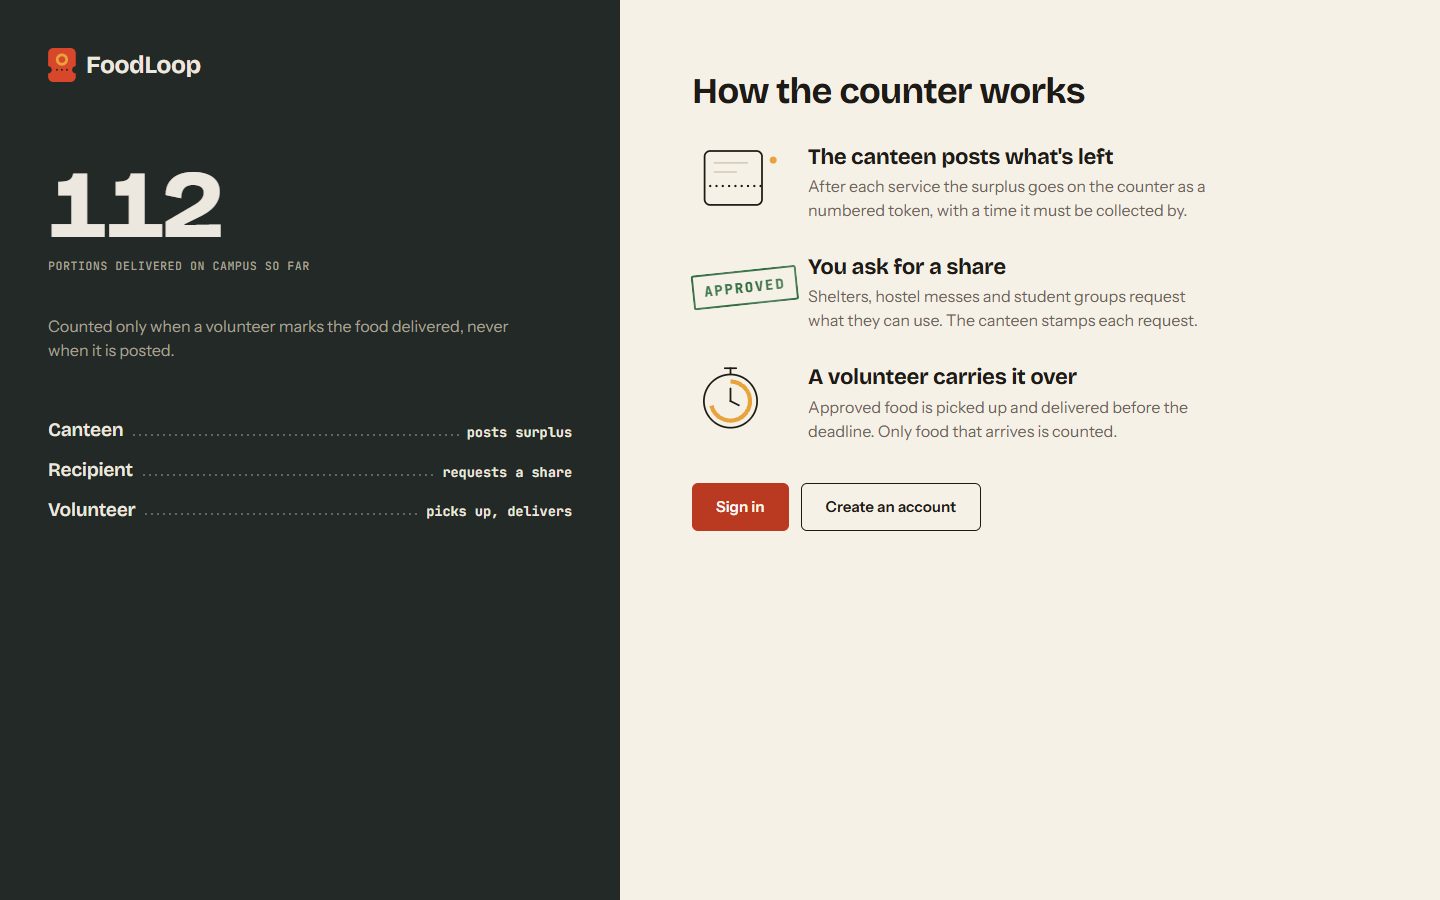 FoodLoop
112
PORTIONS DELIVERED ON CAMPUS SO FAR
Counted only when a volunteer marks the food delivered, never
when it is posted.
Canteen posts surplus
Recipient requests a share
Volunteer picks up, delivers
How the counter works
The canteen posts what's left
After each service the surplus goes on the counter as a
numbered token, with a time it must be collected by.
APPROVED
You ask for a share
Shelters, hostel messes and student groups request
what they can use. The canteen stamps each request.
A volunteer carries it over
Approved food is picked up and delivered before the
deadline. Only food that arrives is counted.
Sign in
Create an account